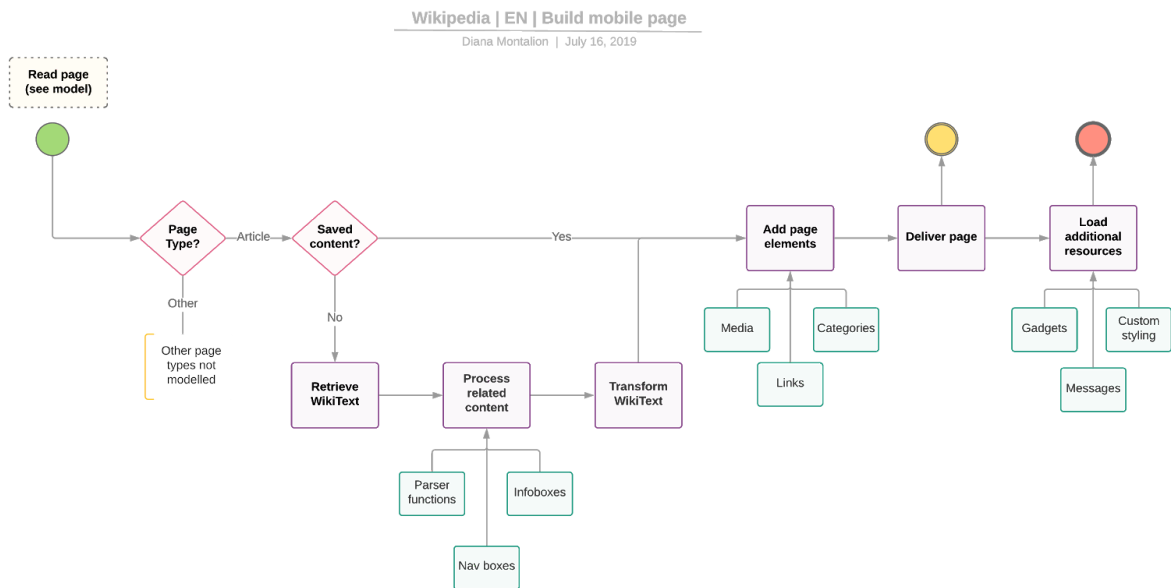 Wikipedia | EN | Build mobile page
Diana Montalion | July 16, 2019
Read page
(see model)
Page
Type?
Article
Saved
content?
Yes
Add page
elements
Deliver page
Load
additional
resources
Other
No
Other page
types not
modelled
Media
Categories
Links
Gadgets
Custom
styling
Messages
Retrieve
WikiText
Process
related
content
Transform
WikiText
Parser
functions
Infoboxes
Nav boxes